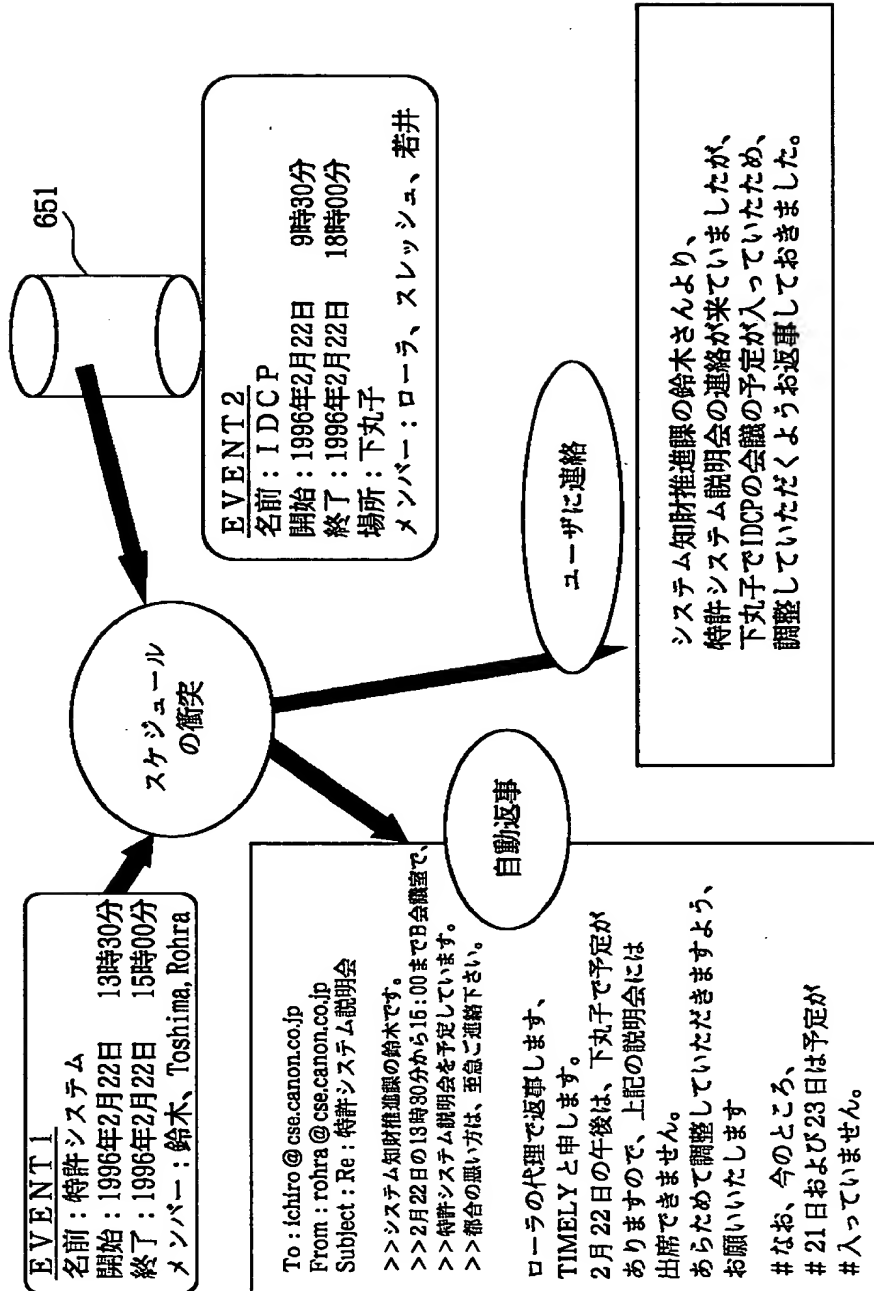 EVENT1
名前:特許システム
開始:1996年2月22日 13時30分
終了:1996年2月22日 15時00分
メンバー:鈴木、Toshima,Rohra
スケジュール
の衝突
651
EVENT2
名前:IDCP
開始:1996年2月22日 9時30分
終了:1996年2月22日 18時00分
場所:下丸子
メンバー:ローラ、スレッシュ、若井
To:ichiro@cse.canon.co.jp
From:rohra@cse.canon.co.jp
Subject:Re:特許システム説明会
>>システム知財推進課の鈴木です。
>>2月22日の13時30分から15:00までB会議室で、
>>特許システム説明会を予定しています。
>>都合の悪い方は、至急ご連絡下さい。
ローラの代理で返事します、
TIMELYと申します。
2月22日の午後は、下丸子で予定が
ありますので、上記の説明会には
出席できません。
あらためて調整していただきますよう、
お願いいたします
#なお、今のところ、
#21日および23日は予定が
#入っていません。
自動返事
ユーザに連絡
システム知財推進課の鈴木さんより、
特許システム説明会の連絡が来ていましたが、
下丸子でIDCPの会議の予定が入っていたため、
調整していただくようお返事しておきました。